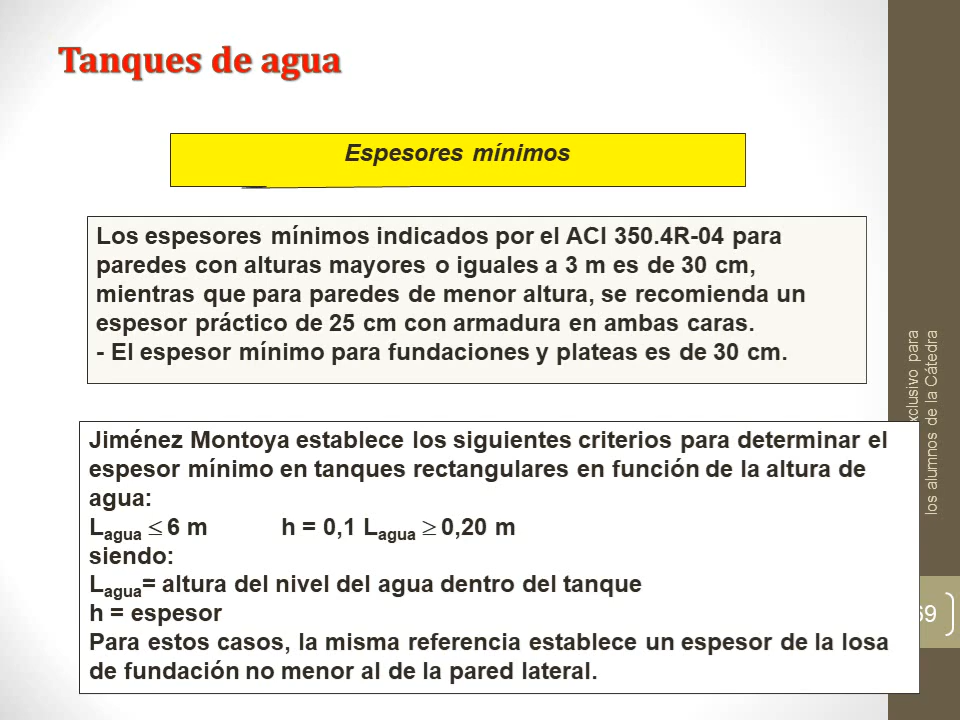 Tanques de agua
Espesores mínimos
Los espesores mínimos indicados por el ACI 350.4R-04 para
paredes con alturas mayores o iguales a 3 m es de 30 cm,
mientras que para paredes de menor altura, se recomienda un
espesor práctico de 25 cm con armadura en ambas caras.
- El espesor mínimo para fundaciones y plateas es de 30 cm.
Jiménez Montoya establece los siguientes criterios para determinar el
espesor mínimo en tanques rectangulares en función de la altura de
agua:
Lagua ≤ 6 m h = 0,1 Lagua ≥ 0,20 m
siendo:
Lagua= altura del nivel del agua dentro del tanque
h = espesor
Para estos casos, la misma referencia establece un espesor de la losa
de fundación no menor al de la pared lateral.
para
los alumnos de la Cátedra